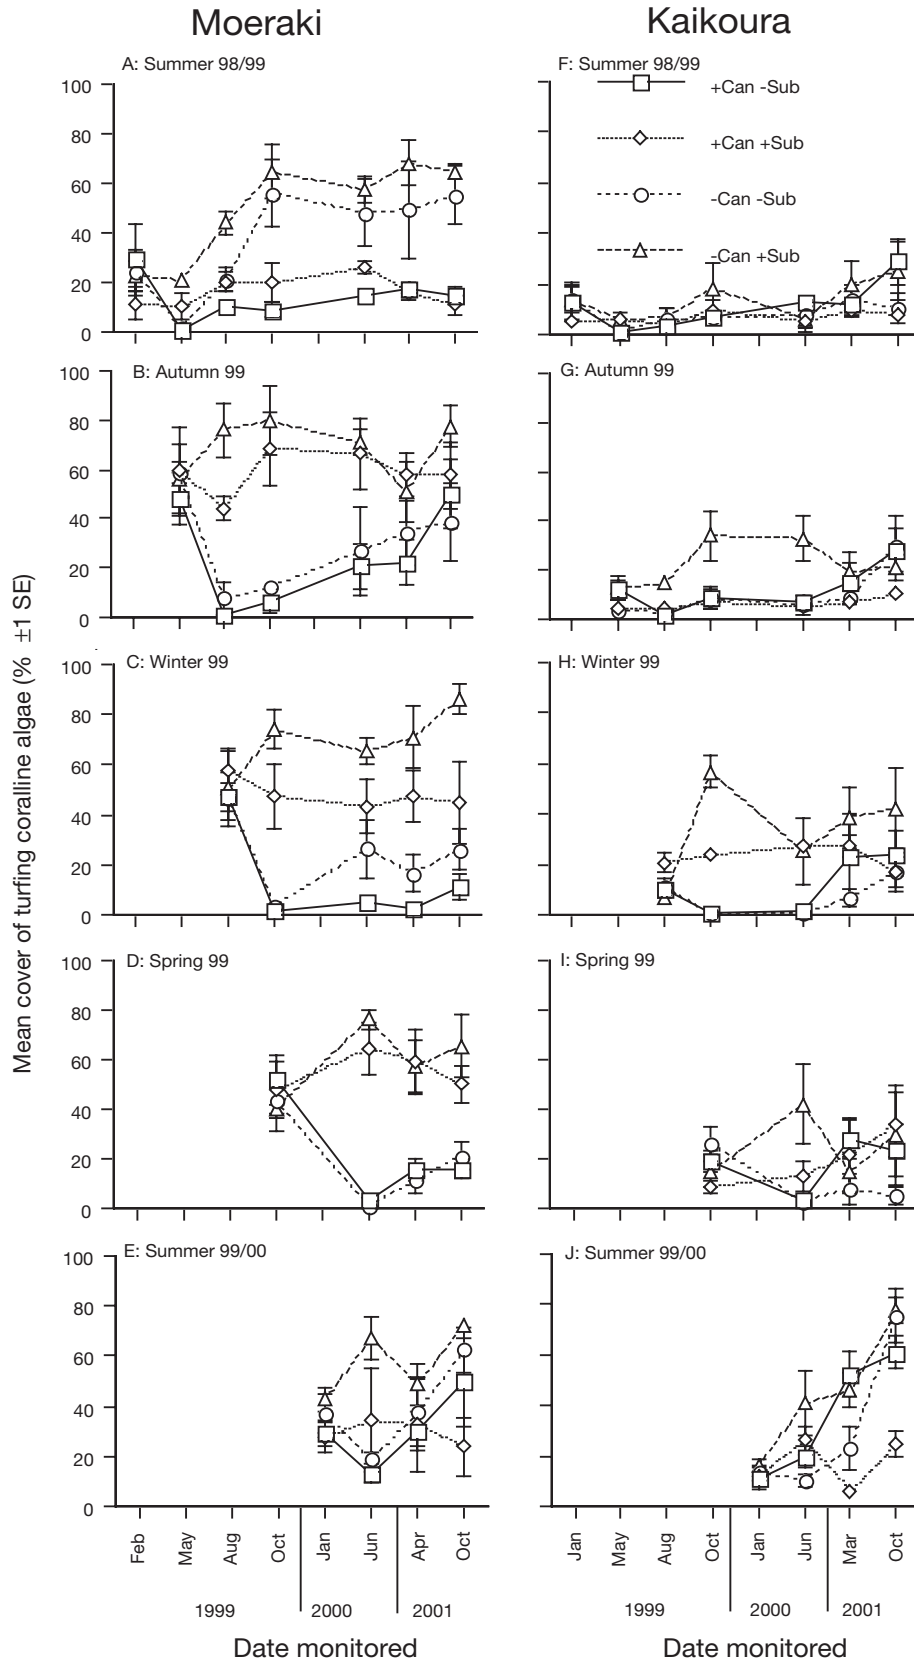 Moeraki
Kaikoura
A: Summer 98/99
F: Summer 98/99
100
80
60
40
20
0
+Can -Sub
+Can +Sub
-Can -Sub
-Can +Sub
B: Autumn 99
G: Autumn 99
100
80
60
40
20
0
C: Winter 99
H: Winter 99
100
80
60
40
20
0
D: Spring 99
I: Spring 99
100
80
60
40
20
0
E: Summer 99/00
J: Summer 99/00
100
80
60
40
20
0
Mean cover of turfing coralline algae (% ±1 SE)
Feb May Aug Oct Jan Jun Apr Oct
Jan May Aug Oct Jan Jun Mar Oct
1999 2000 2001
1999 2000 2001
Date monitored
Date monitored